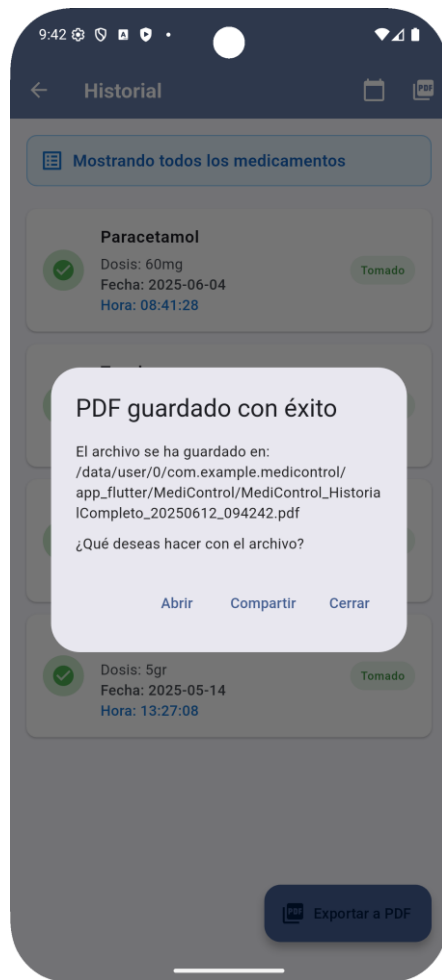 9:42
Historial
PDF
Mostrando todos los medicamentos
Paracetamol
Dosis: 60mg
Tomado
Fecha: 2025-06-04
Hora: 08:41:28
PDF guardado con éxito
El archivo se ha guardado en:
/data/user/0/com.example.medicontrol/
app_flutter/MediControl/MediControl_Historia
lCompleto_20250612_094242.pdf
¿Qué deseas hacer con el archivo?
Abrir Compartir Cerrar
Dosis: 5gr
Tomado
Fecha: 2025-05-14
Hora: 13:27:08
PDF Exportar a PDF